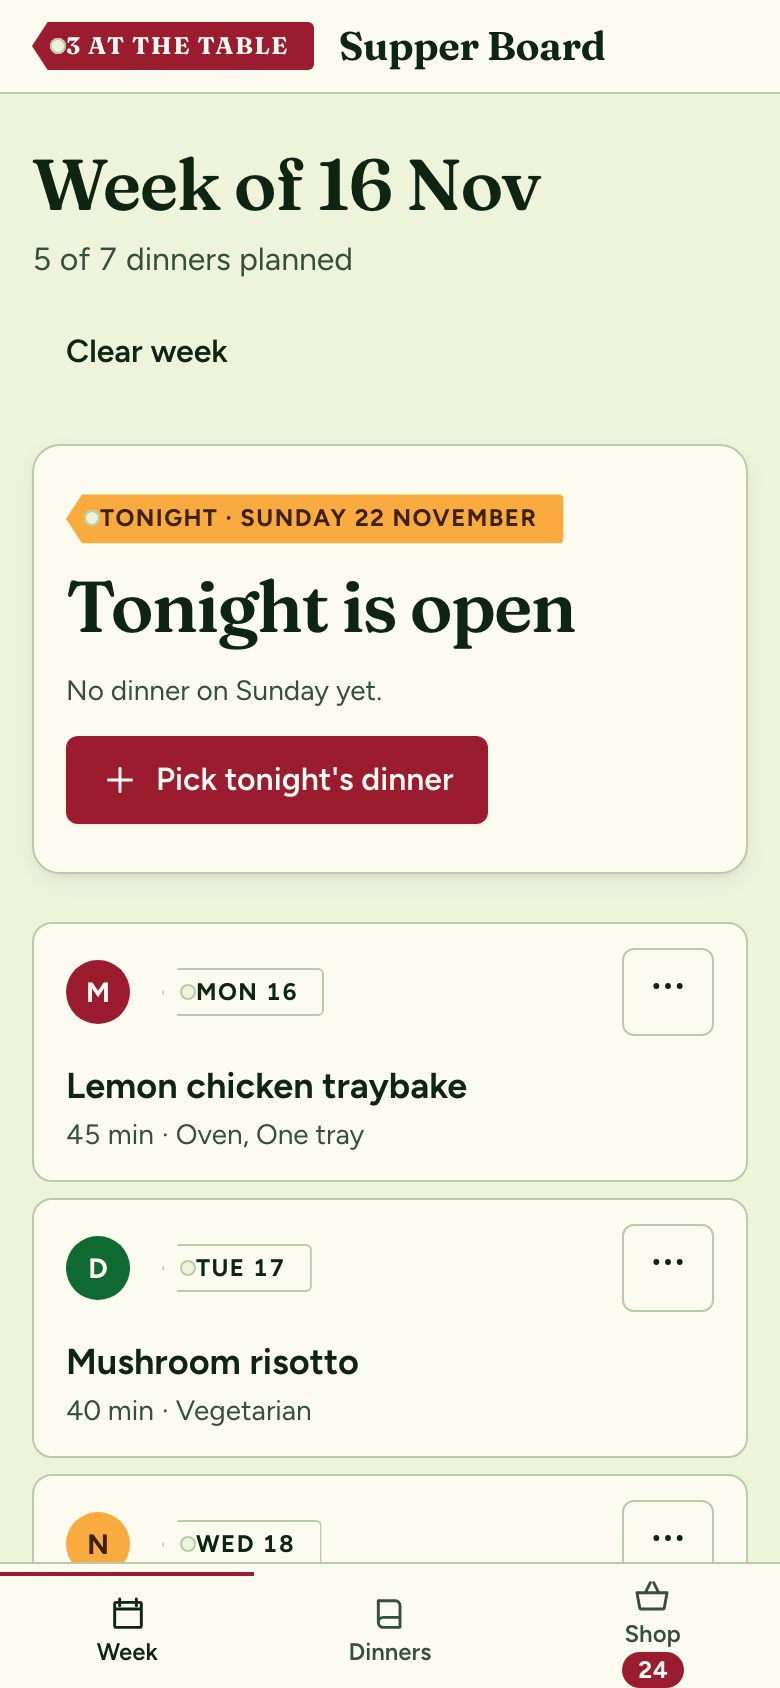 3 AT THE TABLE Supper Board
Week of 16 Nov
5 of 7 dinners planned
Clear week
TONIGHT · SUNDAY 22 NOVEMBER
Tonight is open
No dinner on Sunday yet.
Pick tonight's dinner
M MON 16 ...
Lemon chicken traybake
45 min · Oven, One tray
D TUE 17 ...
Mushroom risotto
40 min · Vegetarian
N WED 18 ...
Week Dinners Shop
24